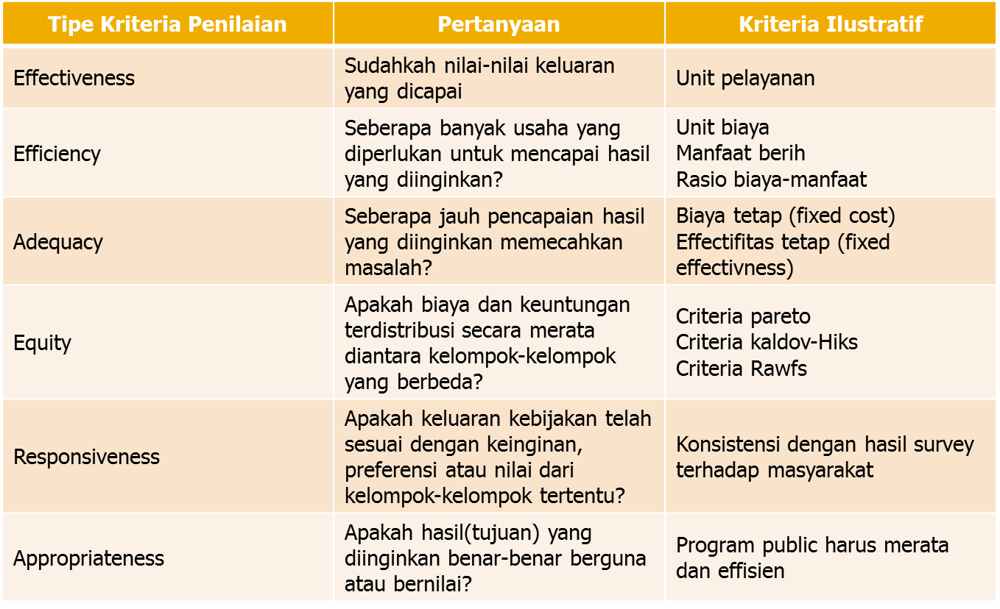 Tipe Kriteria Penilaian
Pertanyaan
Kriteria Ilustratif
Effectiveness
Sudahkah nilai-nilai keluaran
yang dicapai
Unit pelayanan
Efficiency
Seberapa banyak usaha yang
diperlukan untuk mencapai hasil
yang diinginkan?
Unit biaya
Manfaat berih
Rasio biaya-manfaat
Adequacy
Seberapa jauh pencapaian hasil
yang diinginkan memecahkan
masalah?
Biaya tetap (fixed cost)
Effectifitas tetap (fixed
effectivness)
Equity
Apakah biaya dan keuntungan
terdistribusi secara merata
diantara kelompok-kelompok
yang berbeda?
Criteria pareto
Criteria kaldov-Hiks
Criteria Rawfs
Responsiveness
Apakah keluaran kebijakan telah
sesuai dengan keinginan,
preferensi atau nilai dari
kelompok-kelompok tertentu?
Konsistensi dengan hasil survey
terhadap masyarakat
Appropriateness
Apakah hasil(tujuan) yang
diinginkan benar-benar berguna
atau bernilai?
Program public harus merata
dan effisien